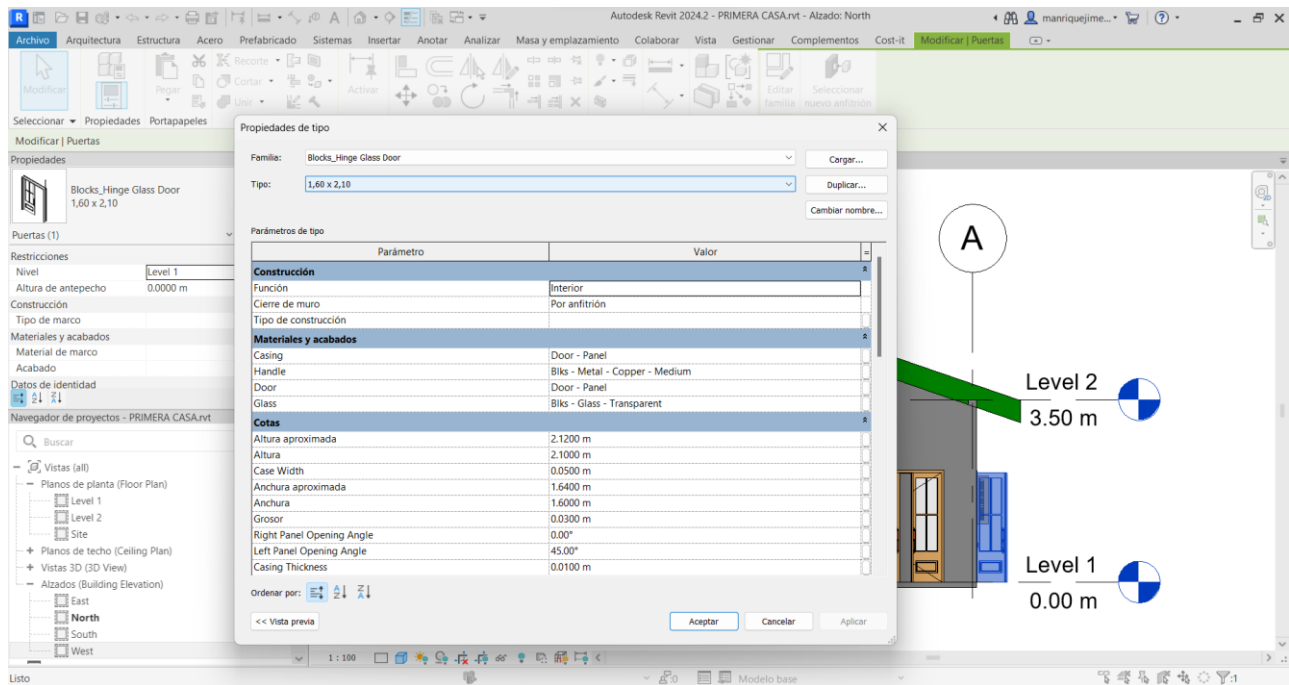 Autodesk Revit 2024.2 - PRIMERA CASA.rvt - Alzado: North
manriquejime...
Archivo Arquitectura Estructura Acero Prefabricado Sistemas Insertar Anotar Analizar Masa y emplazamiento Colaborar Vista Gestionar Complementos Cost-it Modificar | Puertas
Modificar
Pegar
Recorte
Cortar
Unir
Activar
Editar familia
Seleccionar nuevo anfitrión
Seleccionar Propiedades Portapapeles
Modificar | Puertas
Propiedades
Blocks_Hinge Glass Door
1,60 x 2,10
Puertas (1)
Restricciones
Nivel Level 1
Altura de antepecho 0.0000 m
Construcción
Tipo de marco
Materiales y acabados
Material de marco
Acabado
Datos de identidad
Navegador de proyectos - PRIMERA CASA.rvt
Buscar
Vistas (all)
Planos de planta (Floor Plan)
Level 1
Level 2
Site
Planos de techo (Ceiling Plan)
Vistas 3D (3D View)
Alzados (Building Elevation)
East
North
South
West
Propiedades de tipo
Familia: Blocks_Hinge Glass Door Cargar...
Tipo: 1,60 x 2,10 Duplicar...
Cambiar nombre...
Parámetros de tipo
Parámetro Valor =
Construcción
Función Interior
Cierre de muro Por anfitrión
Tipo de construcción
Materiales y acabados
Casing Door - Panel
Handle Blks - Metal - Copper - Medium
Door Door - Panel
Glass Blks - Glass - Transparent
Cotas
Altura aproximada 2.1200 m
Altura 2.1000 m
Case Width 0.0500 m
Anchura aproximada 1.6400 m
Anchura 1.6000 m
Grosor 0.0300 m
Right Panel Opening Angle 0.00°
Left Panel Opening Angle 45.00°
Casing Thickness 0.0100 m
Ordenar por:
<< Vista previa Aceptar Cancelar Aplicar
A
Level 2
3.50 m
Level 1
0.00 m
1 : 100
Listo :0 Modelo base :1